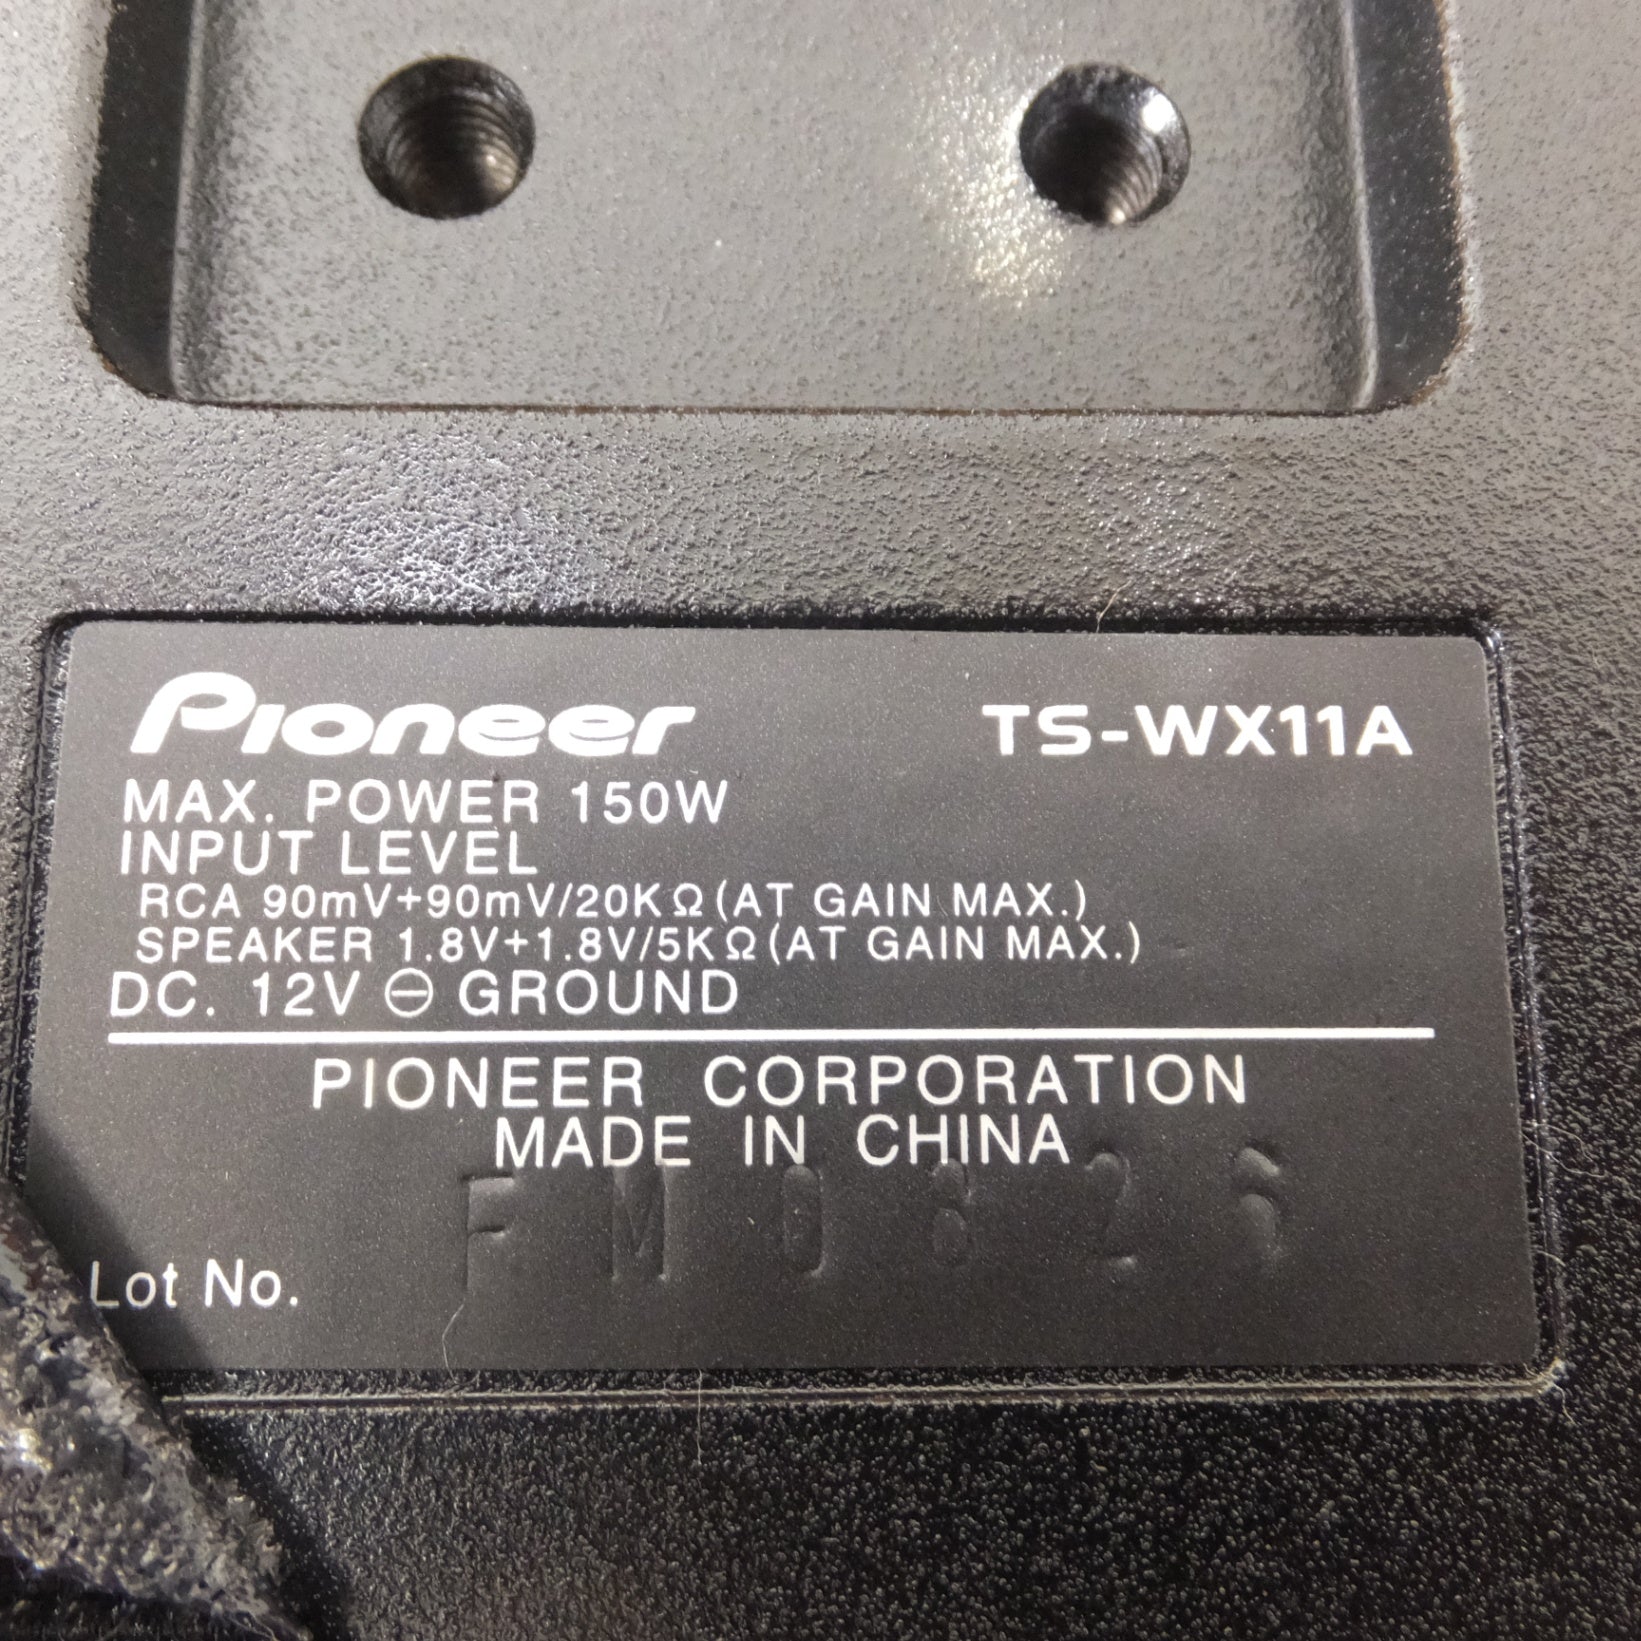 Pioneer TS-WX11A
MAX. POWER 150W
INPUT LEVEL
RCA 90mV+90mV/20KΩ(AT GAIN MAX.)
SPEAKER 1.8V+1.8V/5KΩ(AT GAIN MAX.)
DC. 12V ⊖ GROUND
PIONEER CORPORATION
MADE IN CHINA
Lot No.